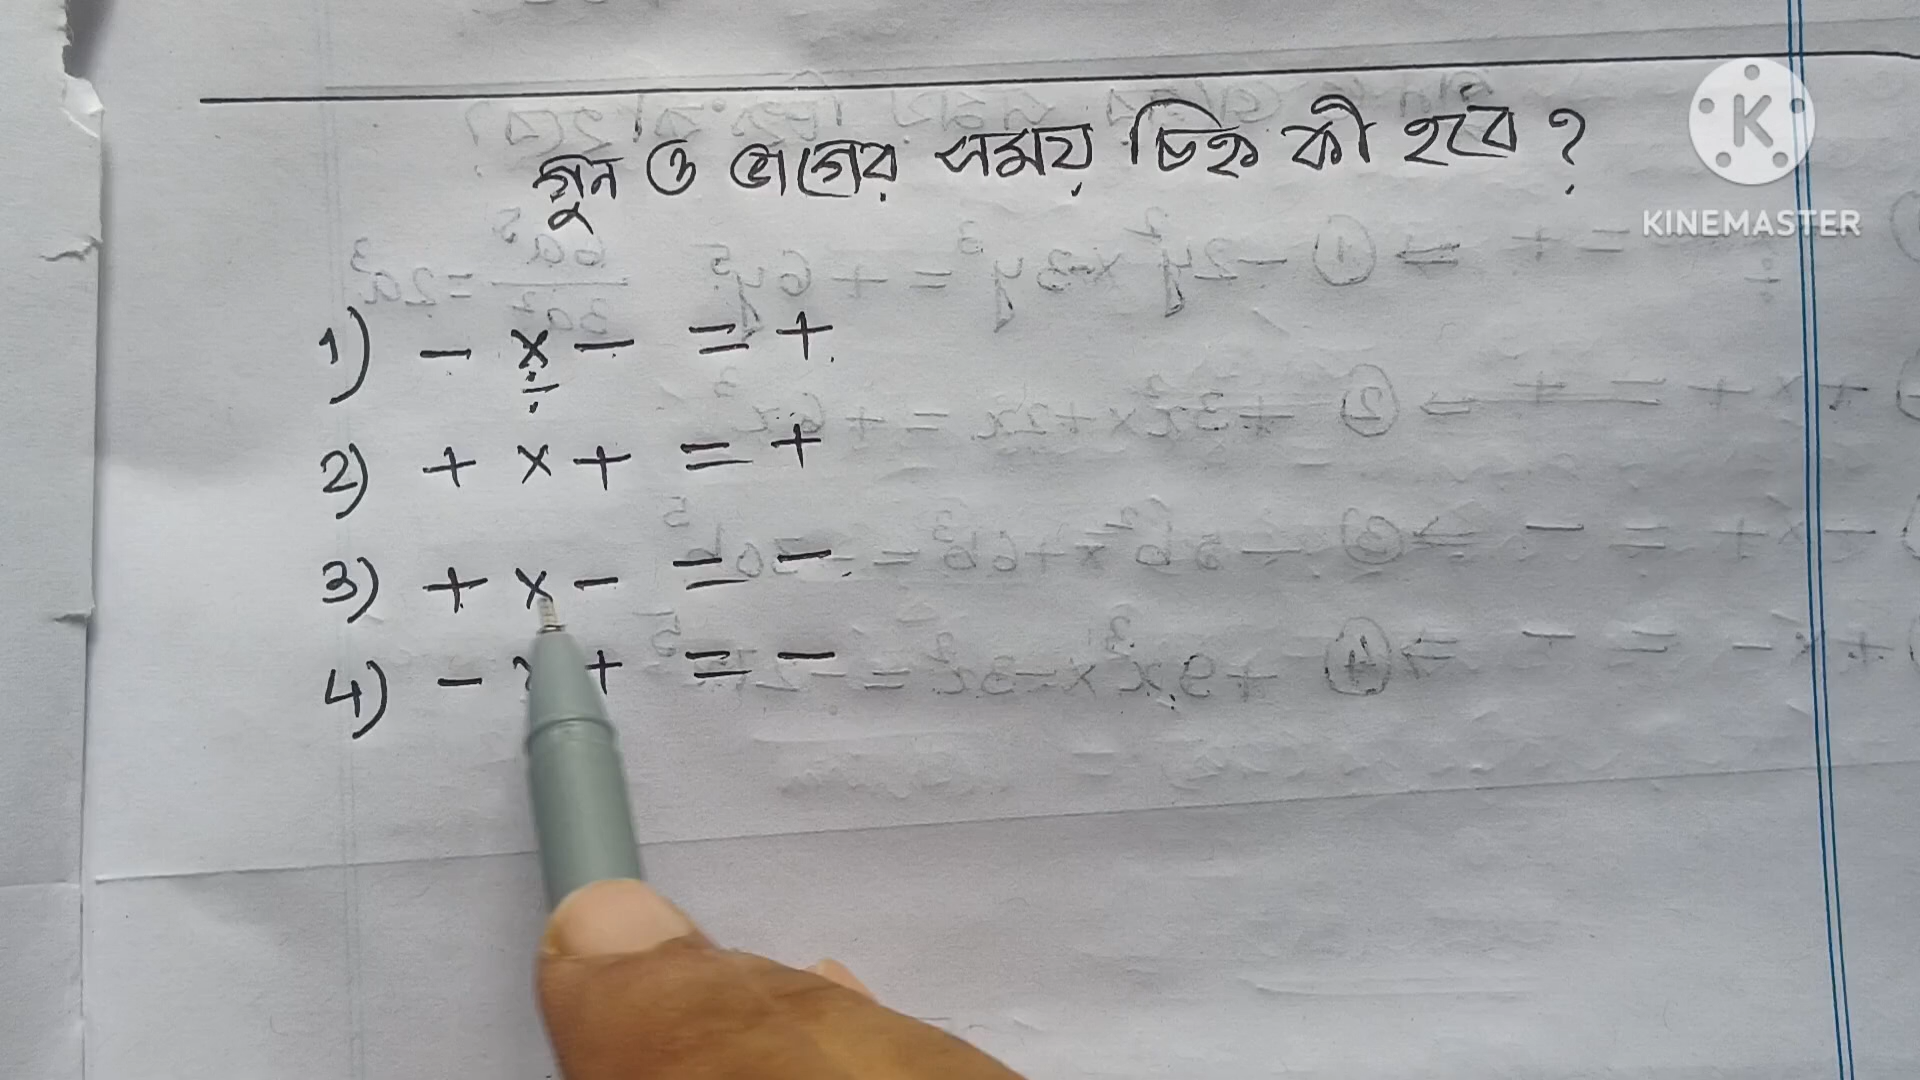 গুন ও ভাগের সময় চিহ্ন কী হবে ?
K
KINEMASTER
1) - × - = +
÷
2) + × + = +
3) + × - = -
4) - × + = -